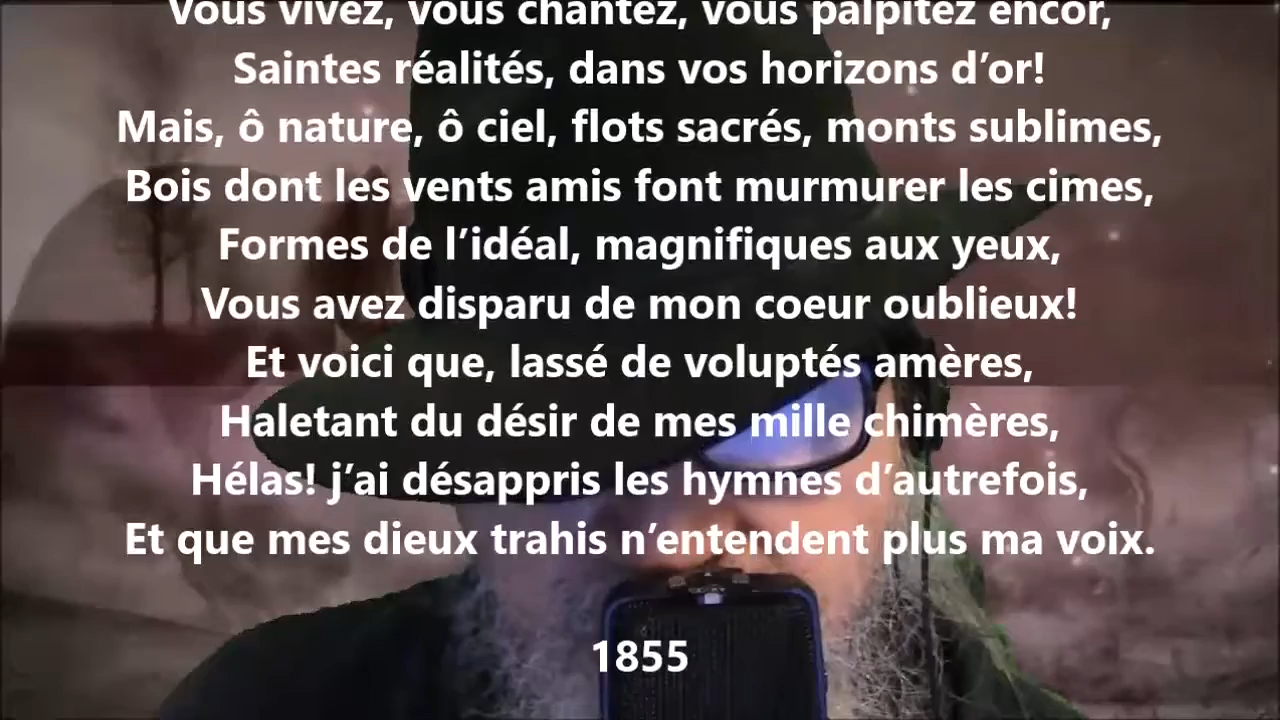 Vous vivez, vous chantez, vous palpitez encor,
Saintes réalités, dans vos horizons d’or!
Mais, ô nature, ô ciel, flots sacrés, monts sublimes,
Bois dont les vents amis font murmurer les cimes,
Formes de l’idéal, magnifiques aux yeux,
Vous avez disparu de mon coeur oublieux!
Et voici que, lassé de voluptés amères,
Haletant du désir de mes mille chimères,
Hélas! j’ai désappris les hymnes d’autrefois,
Et que mes dieux trahis n’entendent plus ma voix.
1855